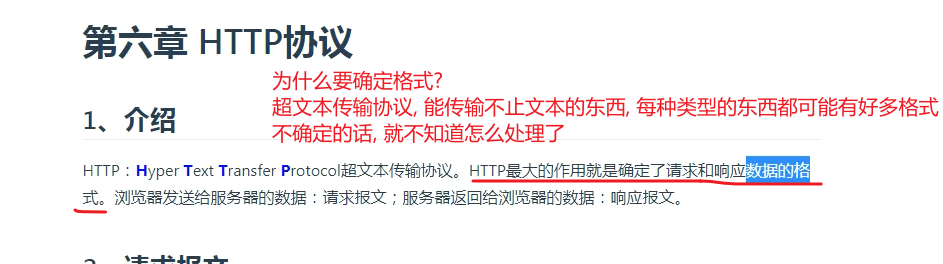 第六章 HTTP协议
为什么要确定格式?
超文本传输协议, 能传输不止文本的东西, 每种类型的东西都可能有好多格式
1、介绍
不确定的话, 就不知道怎么处理了
HTTP：Hyper Text Transfer Protocol超文本传输协议。HTTP最大的作用就是确定了请求和响应数据的格
式。浏览器发送给服务器的数据：请求报文；服务器返回给浏览器的数据：响应报文。
2、请求报文